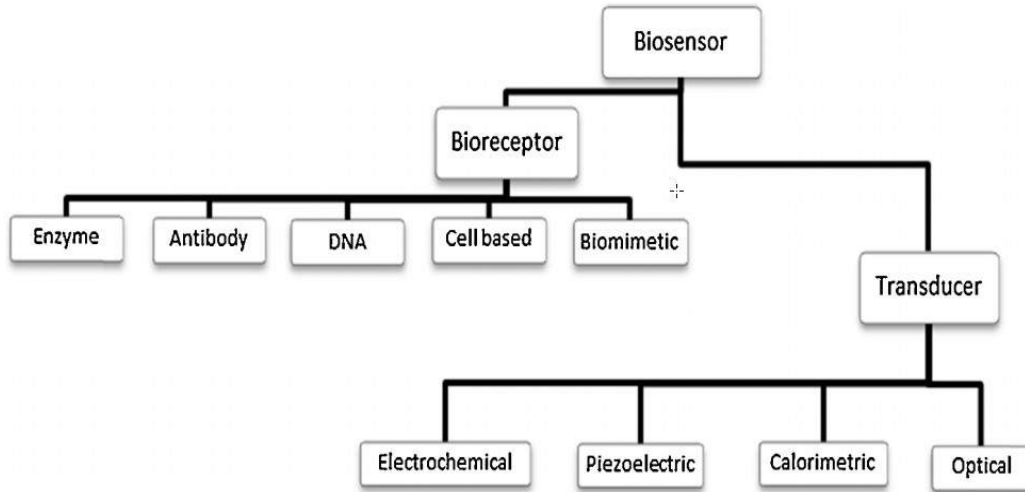 Biosensor
Bioreceptor
Enzyme
Antibody
DNA
Cell based
Biomimetic
Transducer
Electrochemical
Piezoelectric
Calorimetric
Optical